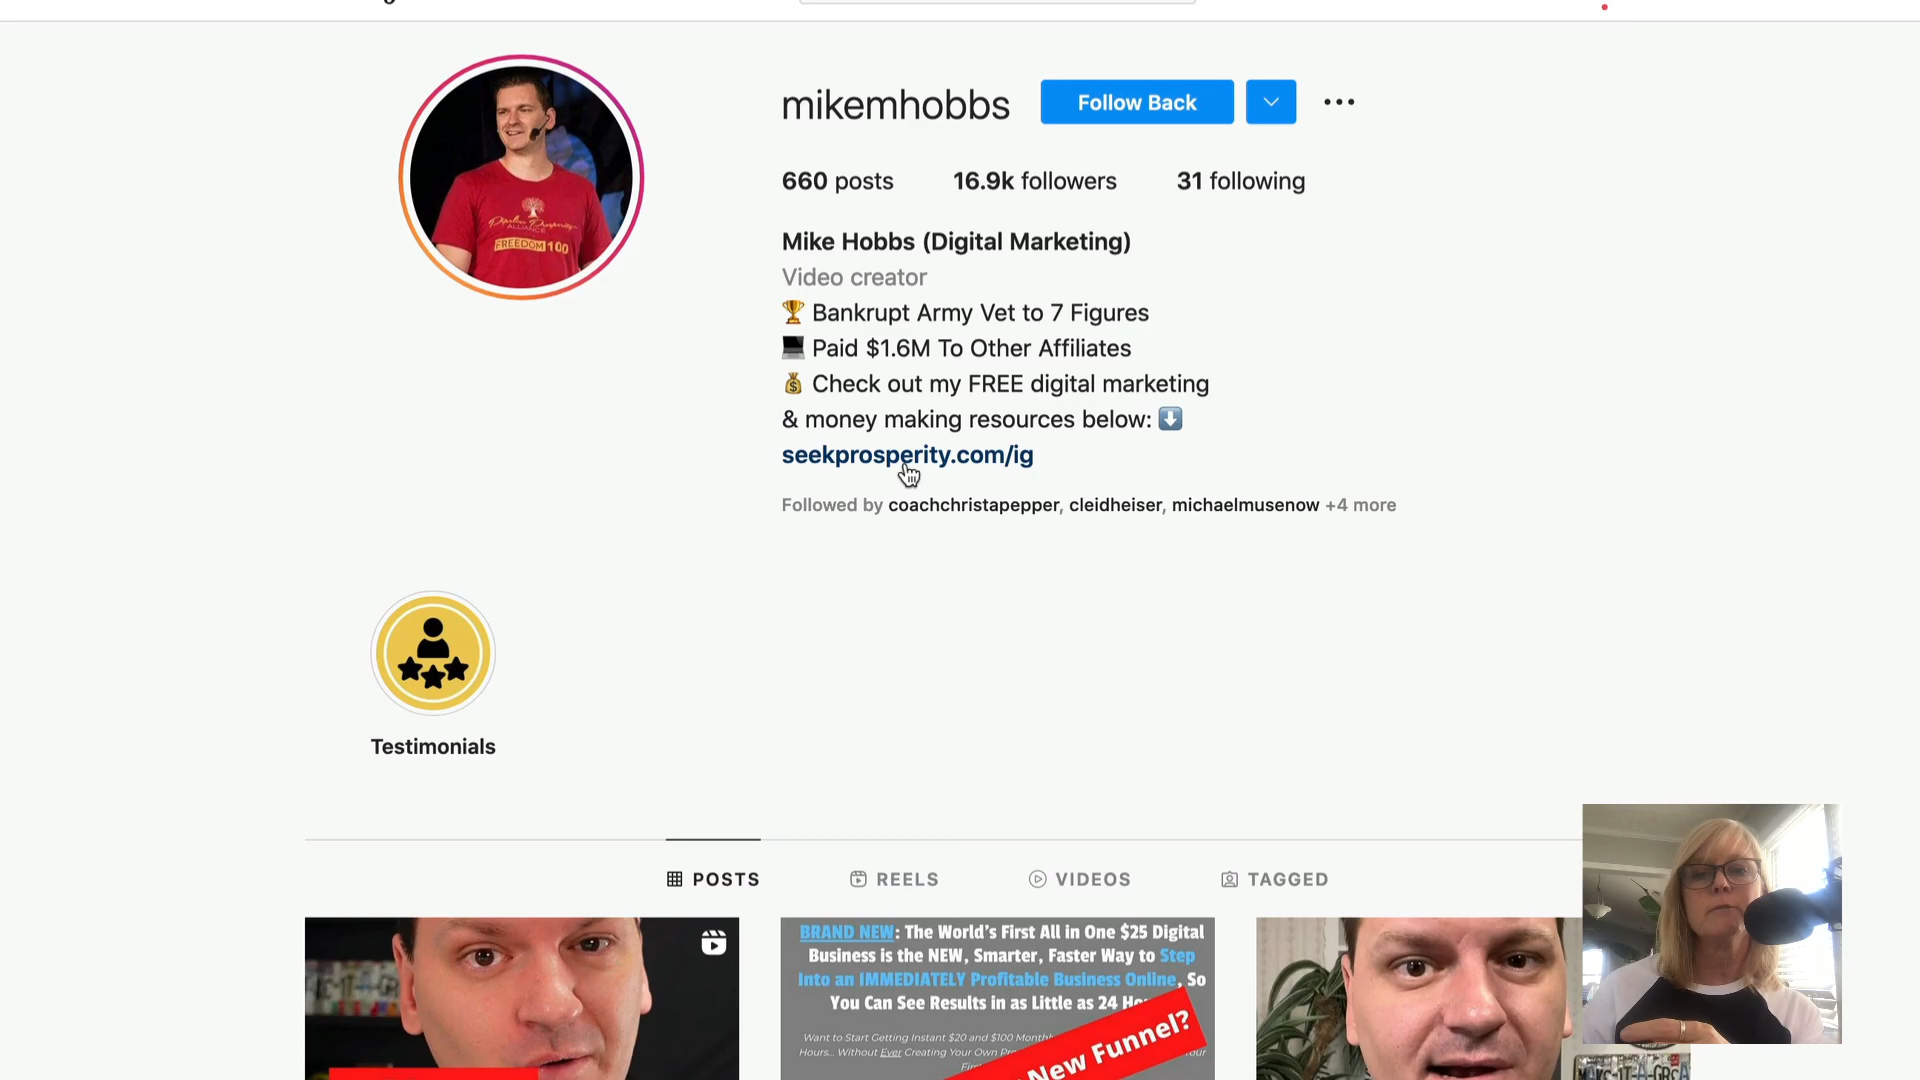 mikemhobbs
Follow Back
660 posts
16.9k followers
31 following
Mike Hobbs (Digital Marketing)
Video creator
🏆 Bankrupt Army Vet to 7 Figures
💻 Paid $1.6M To Other Affiliates
💰 Check out my FREE digital marketing
& money making resources below: ⬇️
seekprosperity.com/ig
Followed by coachchristapepper, cleidheiser, michaelmusenow +4 more
ALLIANCE
FREEDOM 100
Testimonials
POSTS
REELS
VIDEOS
TAGGED
BRAND NEW: The World's First All in One $25 Digital
Business is the NEW, Smarter, Faster Way to Step
Into an IMMEDIATELY Profitable Business Online, So
You Can See Results in as Little as 24
Want to Start Getting Instant $20 and $100
Hours... Without Ever Creating Your Own
New Funnel?